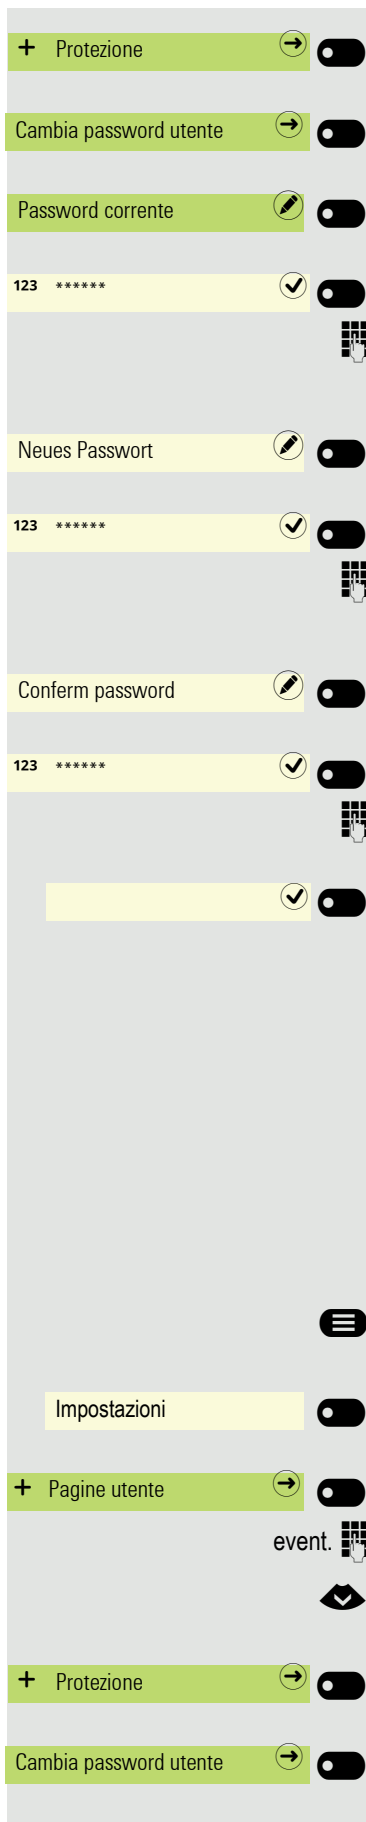 + Protezione
Cambia password utente
Password corrente
123 ******
Neues Passwort
123 ******
Conferm password
123 ******
Impostazioni
+ Pagine utente
event.
+ Protezione
Cambia password utente